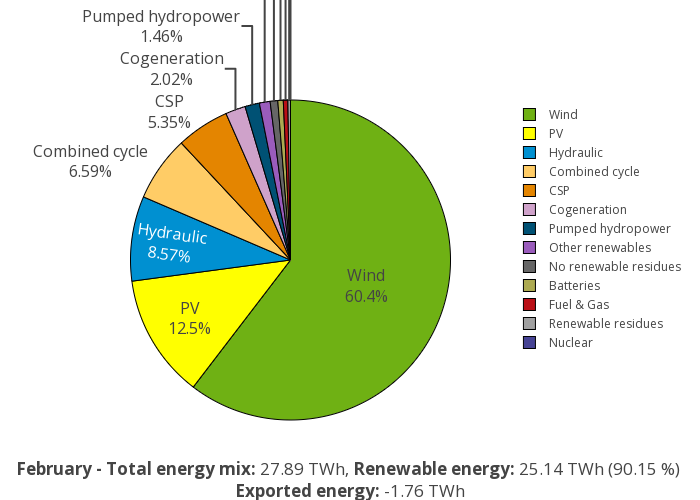 Pumped hydropower
1.46%
Cogeneration
2.02%
CSP
5.35%
Combined cycle
6.59%
Hydraulic
8.57%
PV
12.5%
Wind
60.4%
Wind
PV
Hydraulic
Combined cycle
CSP
Cogeneration
Pumped hydropower
Other renewables
No renewable residues
Batteries
Fuel & Gas
Renewable residues
Nuclear
February - Total energy mix: 27.89 TWh, Renewable energy: 25.14 TWh (90.15 %)
Exported energy: -1.76 TWh